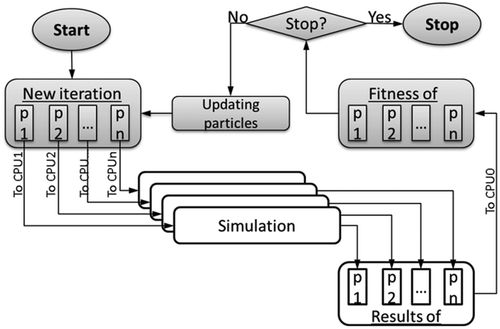 Start
No
Stop?
Yes
Stop
New iteration
p 1
p 2
...
p n
Updating particles
Fitness of
p 1
p 2
...
p n
To CPU1
To CPU2
To CPU..
To CPUn
To CPU0
Simulation
p 1
p 2
...
p n
Results of